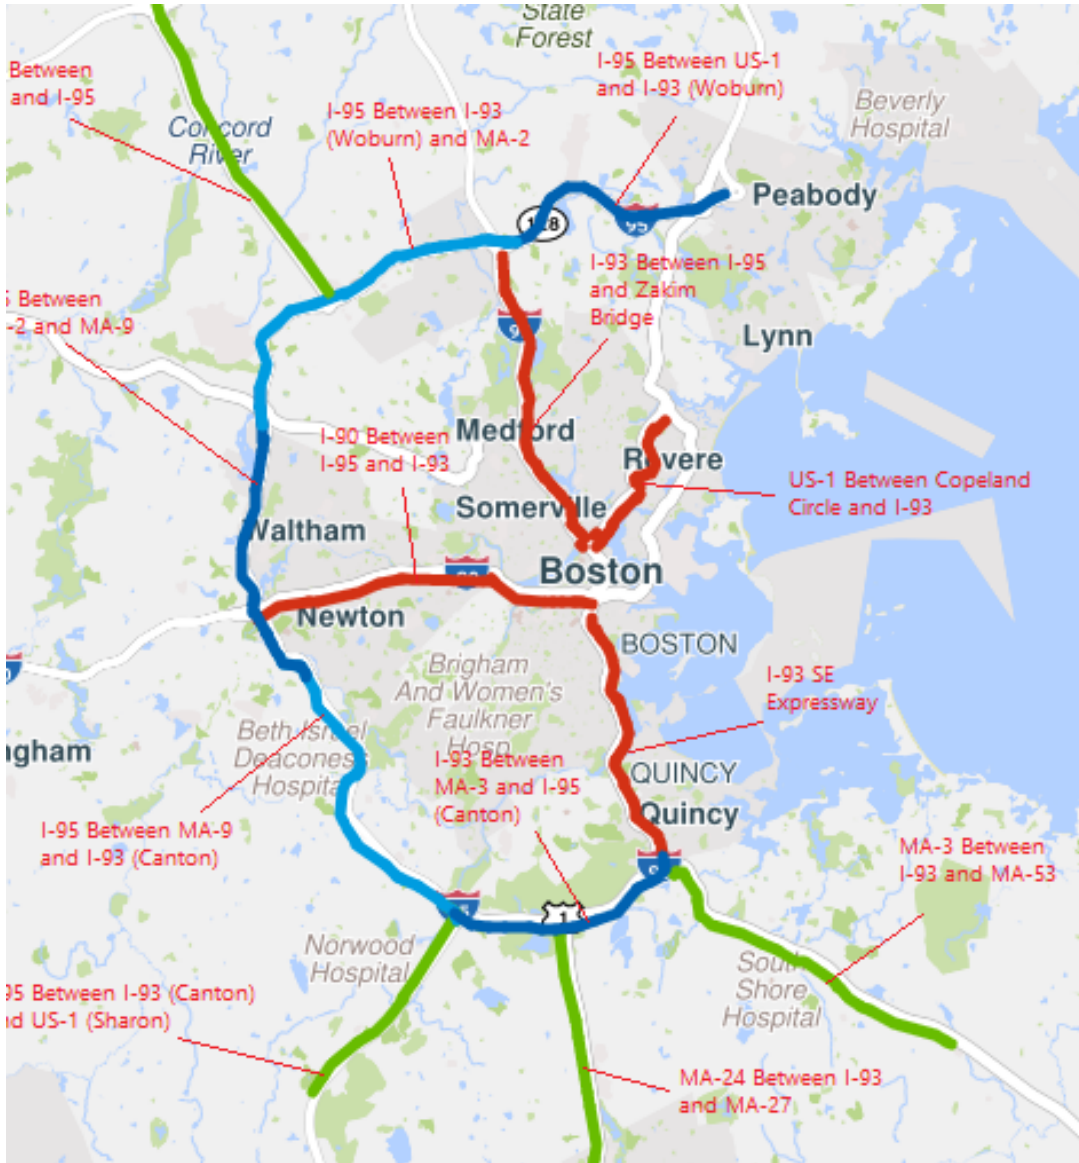 State
Forest
I-95 Between US-1
and I-93 (Woburn)
Between
and I-95
Beverly
Hospital
I-95 Between I-93
(Woburn) and MA-2
Concord
River
Peabody
128
95
I-93 Between I-95
and Zakim
Bridge
Between
-2 and MA-9
Lynn
Medford
I-90 Between
I-95 and I-93
Revere
US-1 Between Copeland
Circle and I-93
Somerville
Waltham
Boston
Newton
BOSTON
Brigham
And Women's
Faulkner
Hosp
I-93 SE
Expressway
Beth Israel
Deaconess
Hospital
ngham
I-93 Between
MA-3 and I-95
(Canton)
QUINCY
Quincy
I-95 Between MA-9
and I-93 (Canton)
MA-3 Between
I-93 and MA-53
1
Norwood
Hospital
South
Shore
Hospital
95 Between I-93 (Canton)
nd US-1 (Sharon)
MA-24 Between I-93
and MA-27